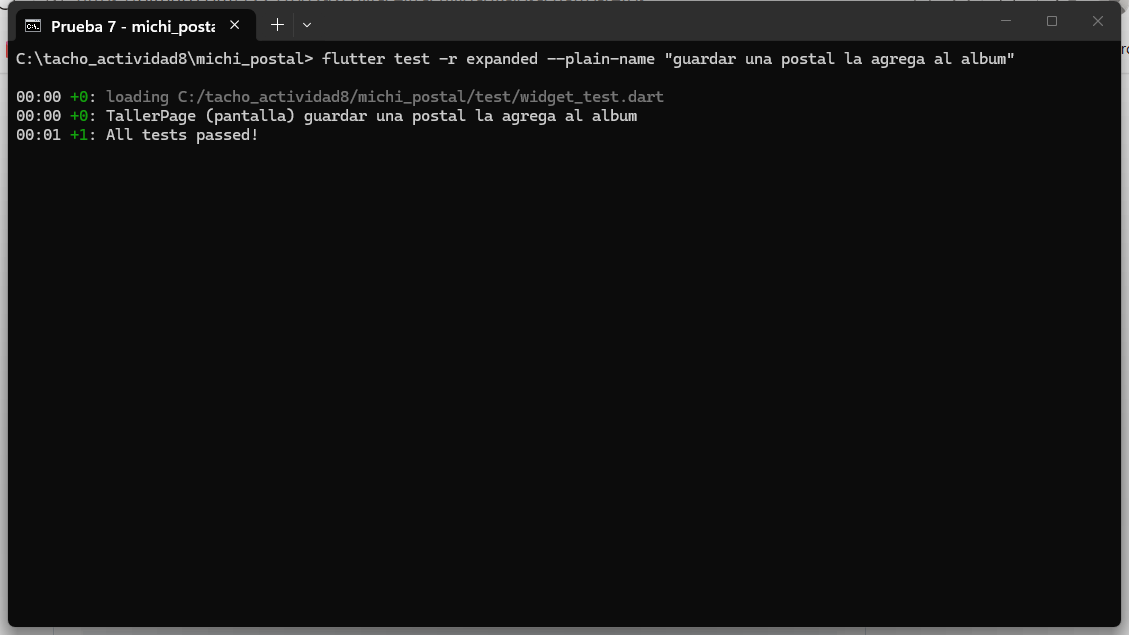 Prueba 7 - michi_posta
C:\tacho_actividad8\michi_postal> flutter test -r expanded --plain-name "guardar una postal la agrega al album"
00:00 +0: loading C:/tacho_actividad8/michi_postal/test/widget_test.dart
00:00 +0: TallerPage (pantalla) guardar una postal la agrega al album
00:01 +1: All tests passed!